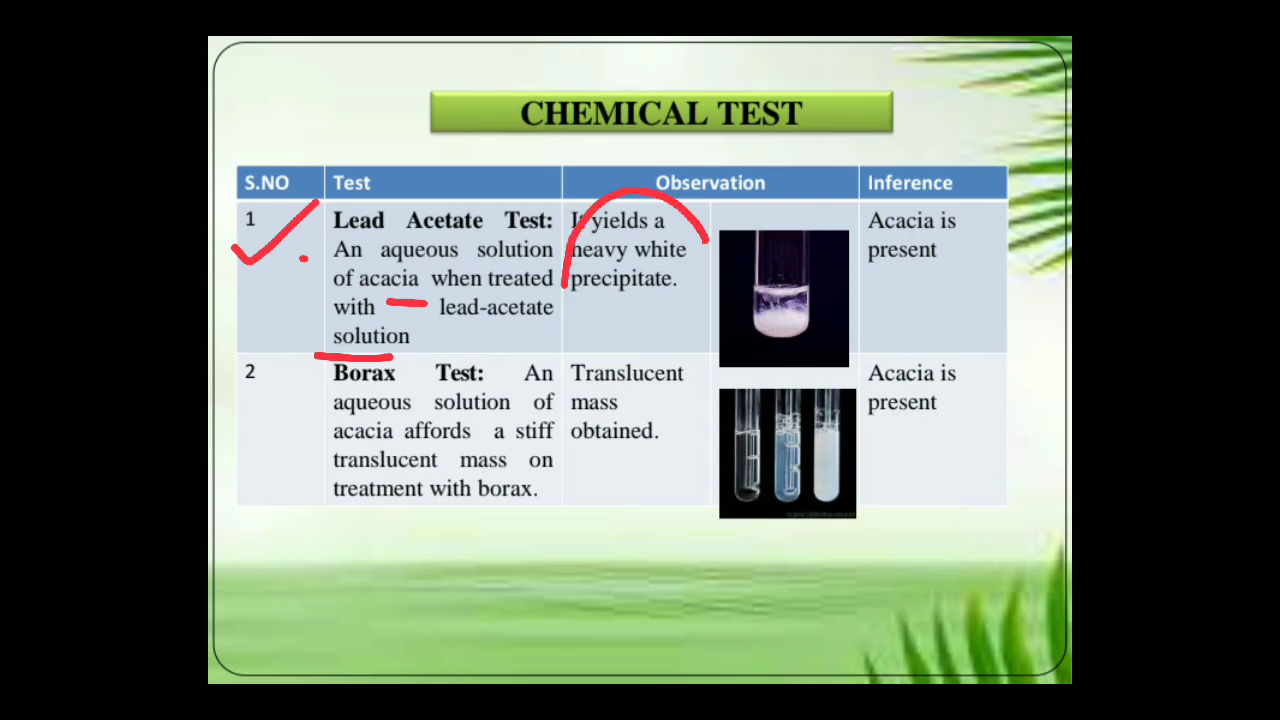 CHEMICAL TEST
S.NO Test Observation Inference
1
Lead Acetate Test:
An aqueous solution
of acacia when treated
with lead-acetate
solution
It yields a
heavy white
precipitate.
Acacia is
present
2
Borax Test: An
aqueous solution of
acacia affords a stiff
translucent mass on
treatment with borax.
Translucent
mass
obtained.
Acacia is
present